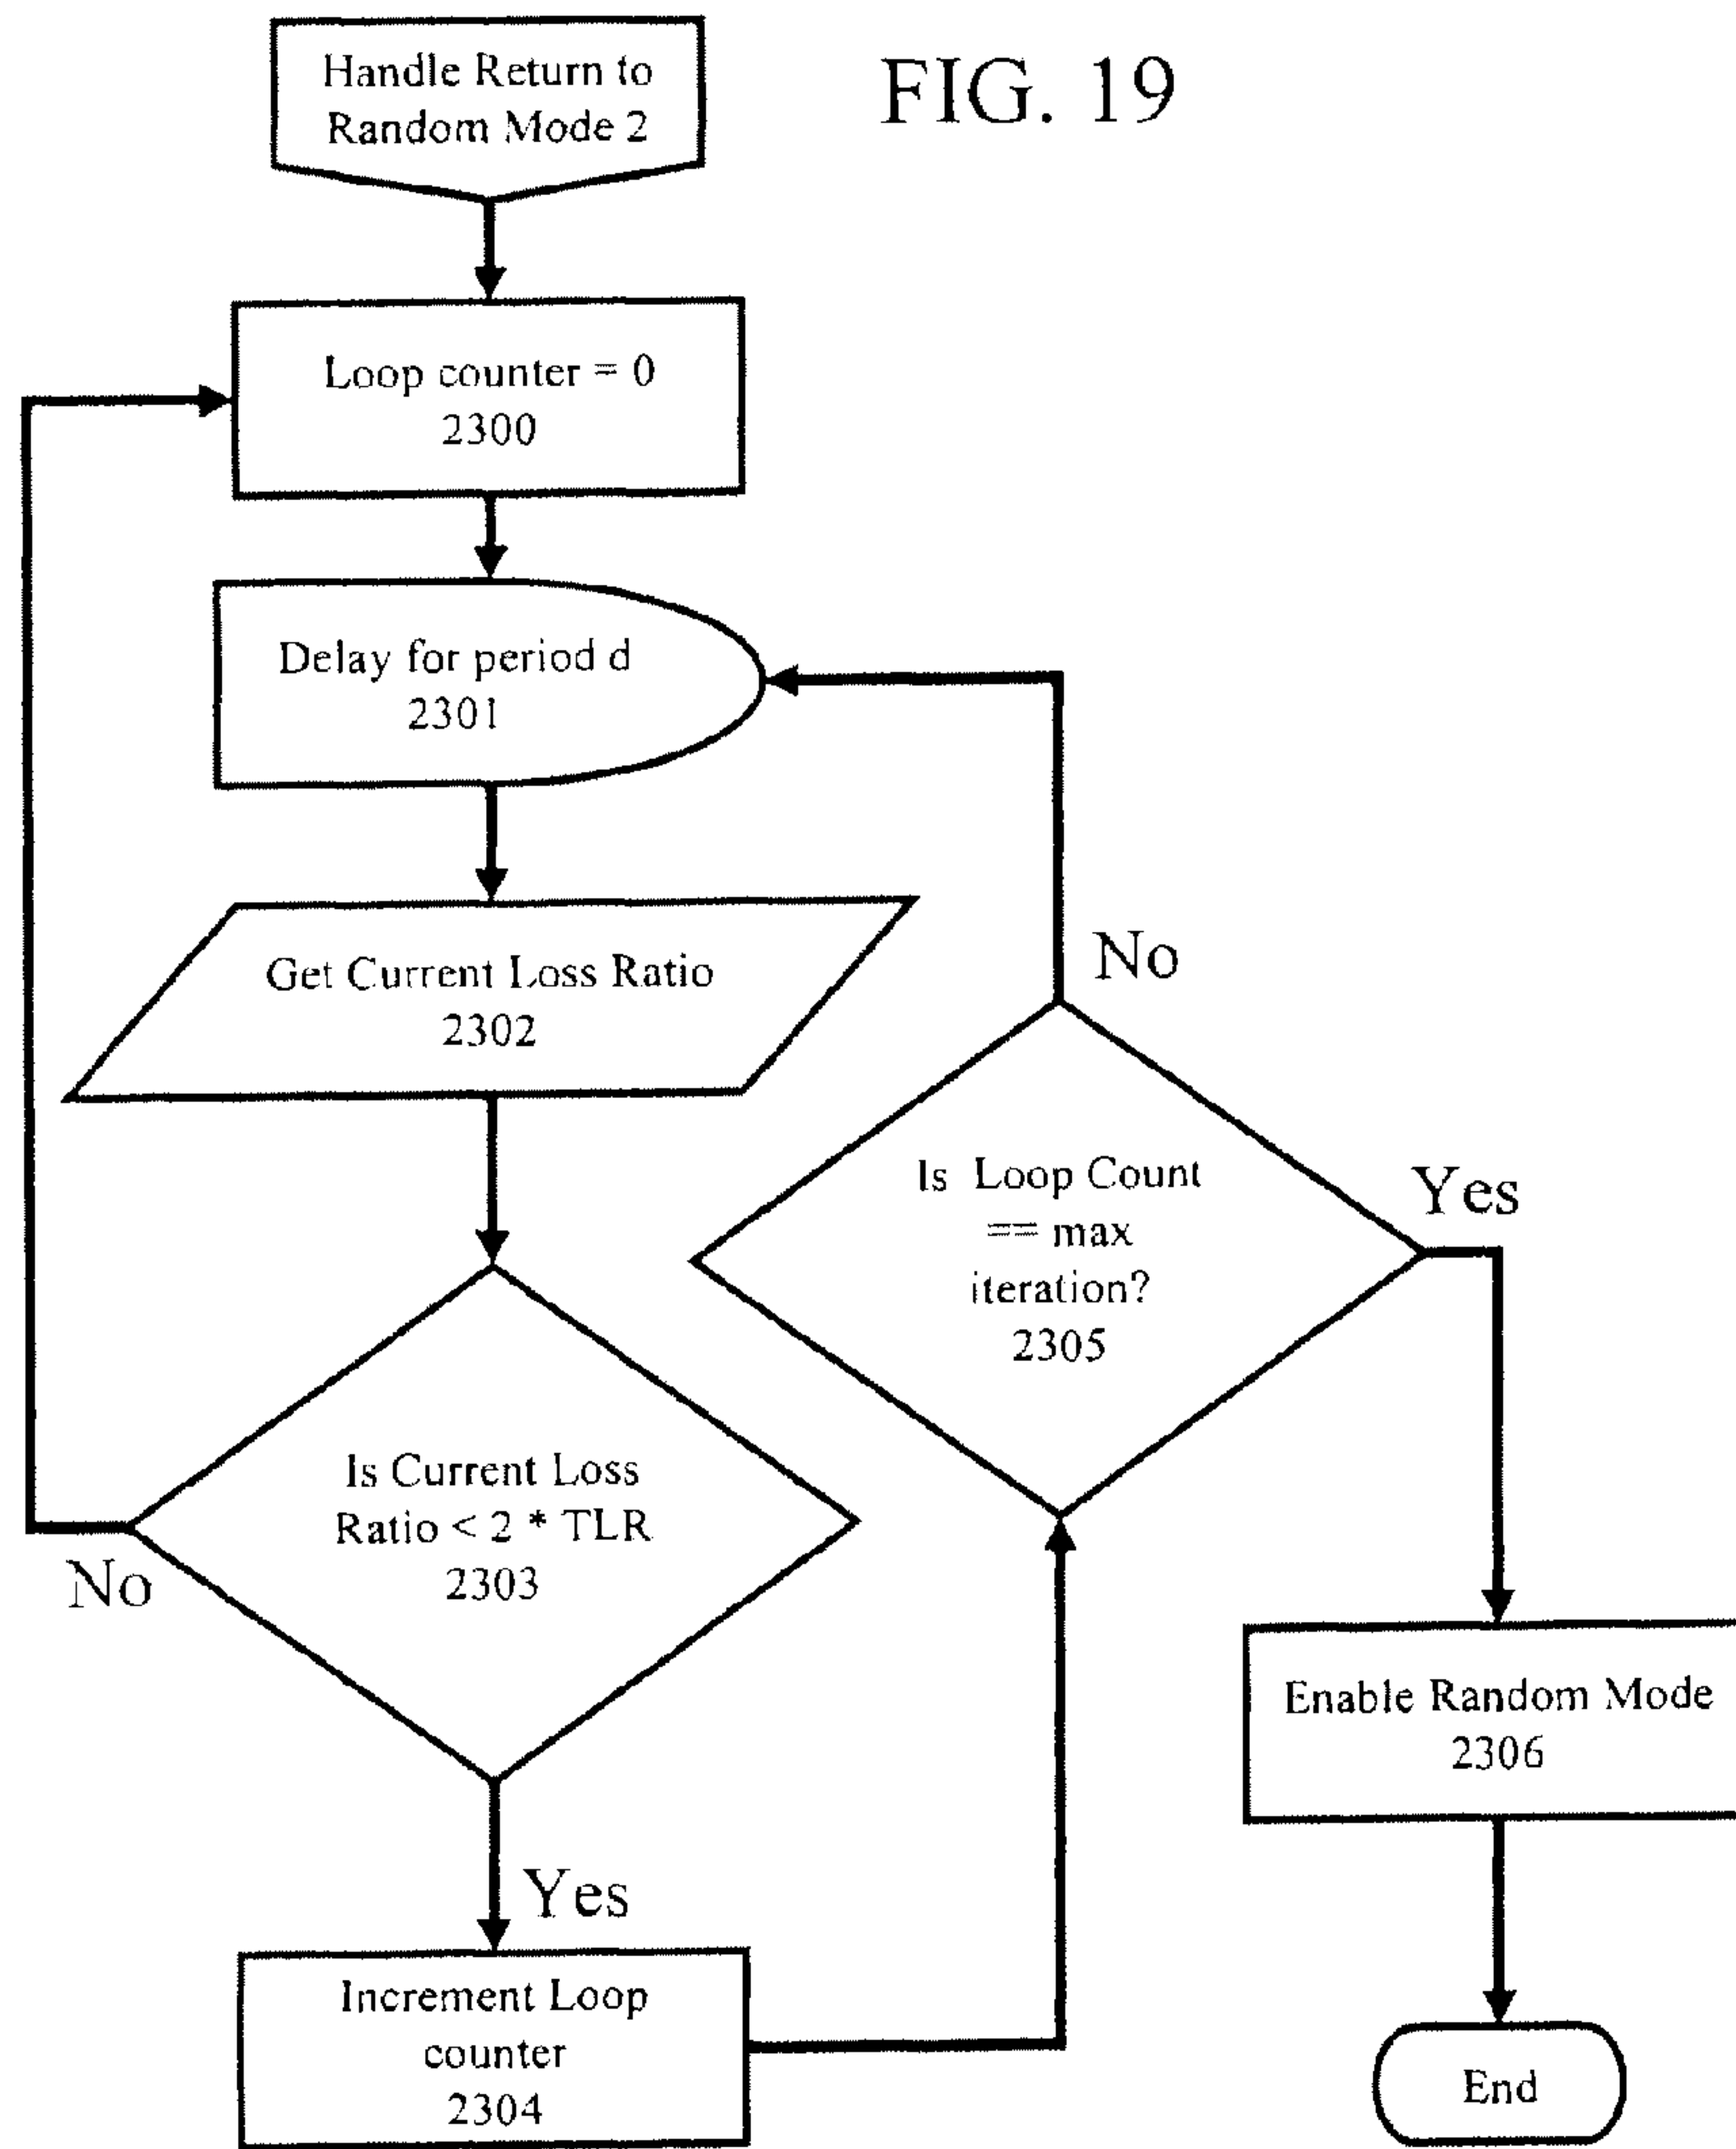 FIG. 19
Handle Return to
Random Mode 2
Loop counter = 0
2300
Delay for period d
2301
Get Current Loss Ratio
2302
No
Is Loop Count
== max
iteration?
2305
Yes
Is Current Loss
Ratio < 2 * TLR
2303
No
Yes
Enable Random Mode
2306
Increment Loop
counter
2304
End